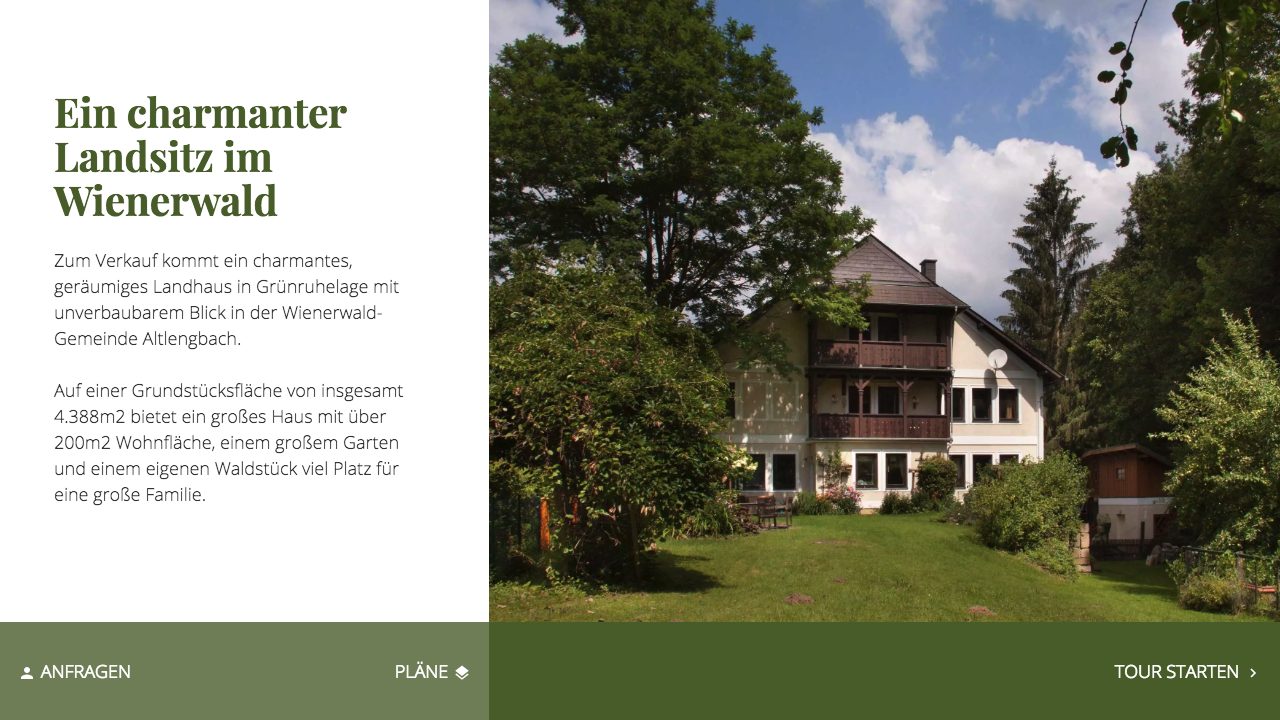 Ein charmanter
Landsitz im
Wienerwald
Zum Verkauf kommt ein charmantes,
geräumiges Landhaus in Grünruhelage mit
unverbaubarem Blick in der Wienerwald-
Gemeinde Altlengbach.
Auf einer Grundstücksfläche von insgesamt
4.388m2 bietet ein großes Haus mit über
200m2 Wohnfläche, einem großem Garten
und einem eigenen Waldstück viel Platz für
eine große Familie.
ANFRAGEN
PLÄNE
TOUR STARTEN